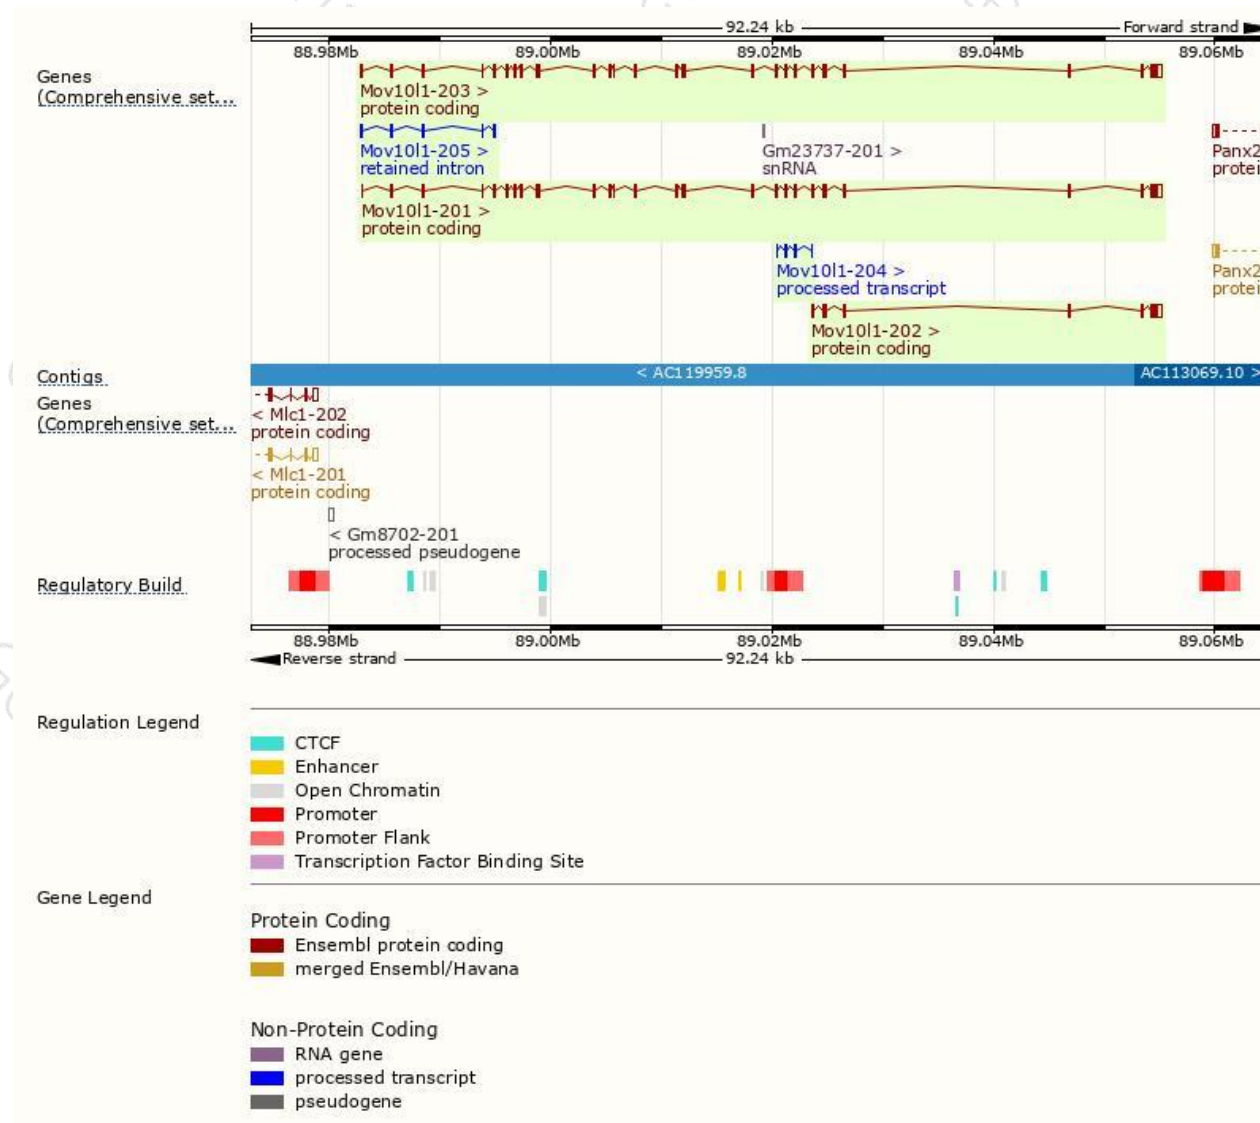 92.24 kb Forward strand
88.98Mb 89.00Mb 89.02Mb 89.04Mb 89.06Mb
Genes
(Comprehensive set...
Mov10l1-203 >
protein coding
Mov10l1-205 >
retained intron
Gm23737-201 >
snRNA
Panx2
protei
Mov10l1-201 >
protein coding
Mov10l1-204 >
processed transcript
Panx2
protei
Mov10l1-202 >
protein coding
Contigs
< AC119959.8
AC113069.10 >
Genes
(Comprehensive set...
< Mlc1-202
protein coding
< Mlc1-201
protein coding
< Gm8702-201
processed pseudogene
Regulatory Build
88.98Mb 89.00Mb 89.02Mb 89.04Mb 89.06Mb
Reverse strand 92.24 kb
Regulation Legend
CTCF
Enhancer
Open Chromatin
Promoter
Promoter Flank
Transcription Factor Binding Site
Gene Legend
Protein Coding
Ensembl protein coding
merged Ensembl/Havana
Non-Protein Coding
RNA gene
processed transcript
pseudogene